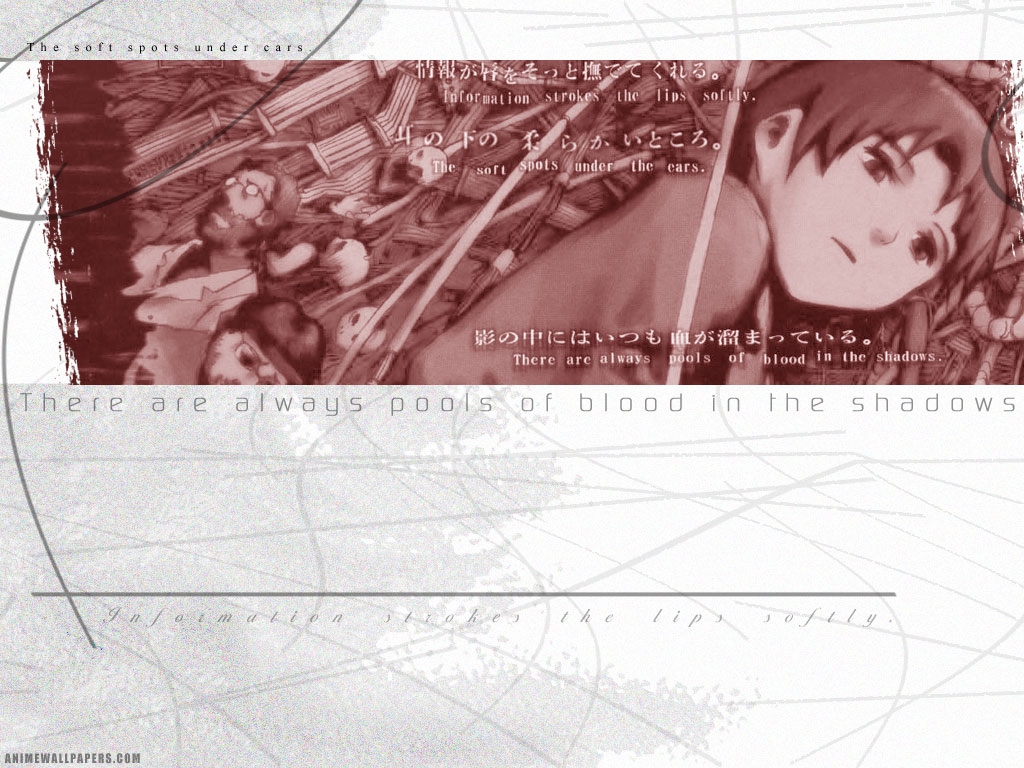 The soft spots under ears.
情報が唇をそっと撫でてくれる。
Information strokes the lips softly.
耳の下の柔らかいところ。
The soft spots under the ears.
影の中にはいつも血が溜まっている。
There are always pools of blood in the shadows.
There are always pools of blood in the shadows
Information strokes the lips softly.
ANIMEWALLPAPERS.COM